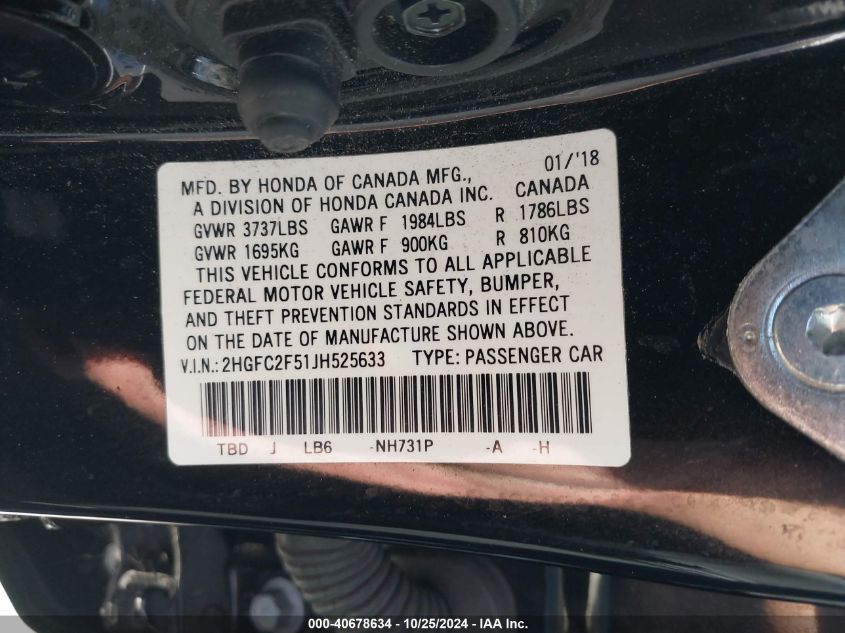 01/'18
MFD. BY HONDA OF CANADA MFG.,
A DIVISION OF HONDA CANADA INC. CANADA
GVWR 3737LBS GAWR F 1984LBS R 1786LBS
GVWR 1695KG GAWR F 900KG R 810KG
THIS VEHICLE CONFORMS TO ALL APPLICABLE
FEDERAL MOTOR VEHICLE SAFETY, BUMPER,
AND THEFT PREVENTION STANDARDS IN EFFECT
ON THE DATE OF MANUFACTURE SHOWN ABOVE.
V.I.N.: 2HGFC2F51JH525633 TYPE: PASSENGER CAR
TBD J LB6 -NH731P -A -H
000-40678634 - 10/25/2024 - IAA Inc.